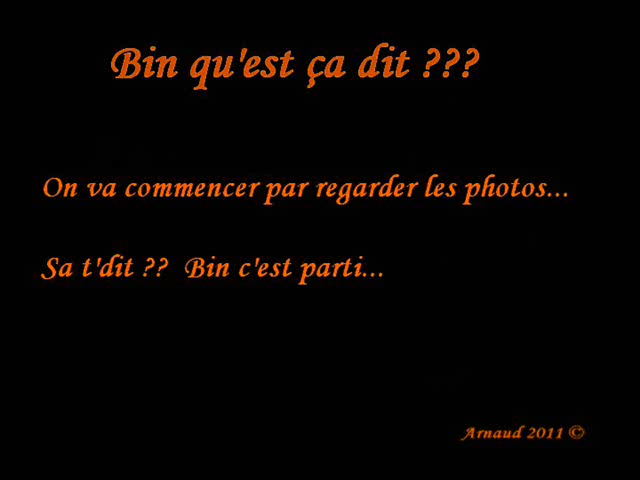 Bin qu'est ça dit ???
On va commencer par regarder les photos...
Sa t'dit ?? Bin c'est parti...
Arnaud 2011 ©